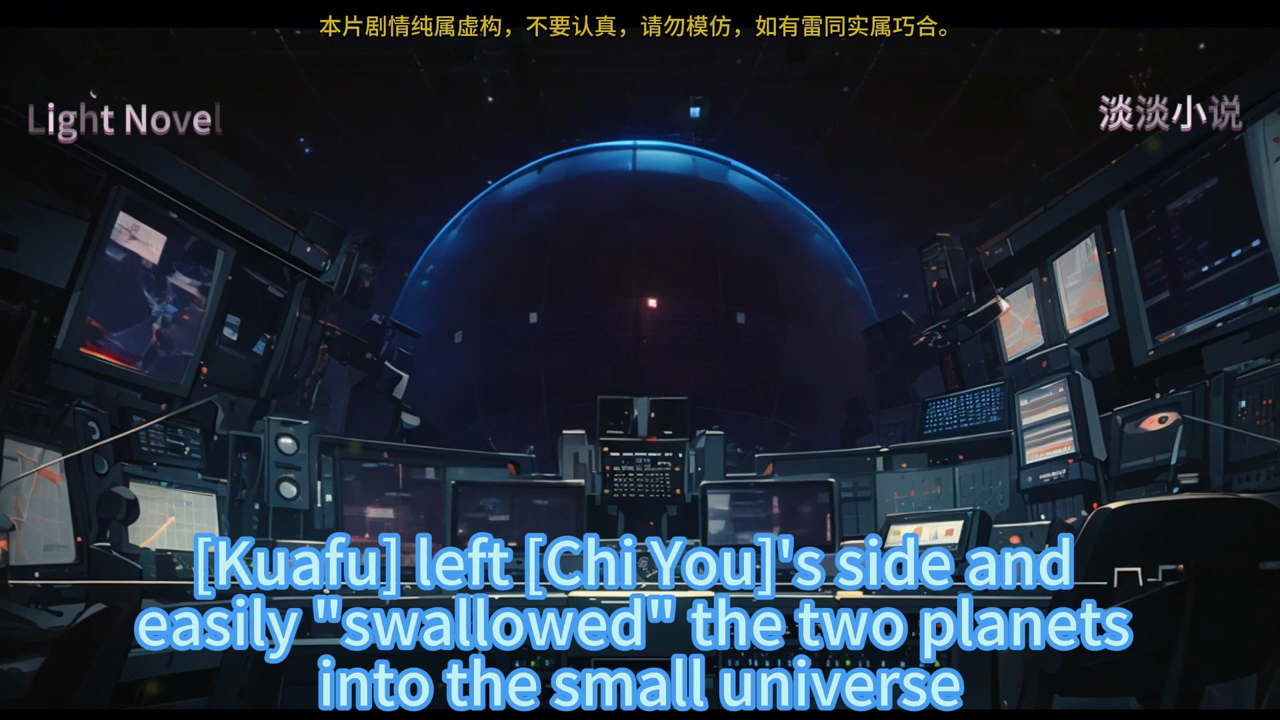 本片剧情纯属虚构，不要认真，请勿模仿，如有雷同实属巧合。
Light Novel
淡淡小说
[Kuafu] left [Chi You]'s side and
easily "swallowed" the two planets
into the small universe